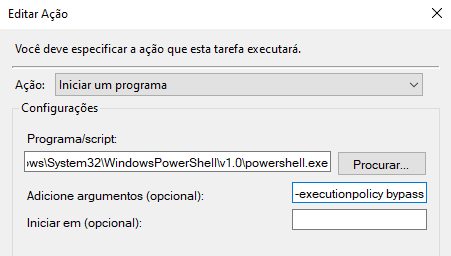 Editar Ação
Você deve especificar a ação que esta tarefa executará.
Ação: Iniciar um programa
Configurações
Programa/script:
ows\System32\WindowsPowerShell\v1.0\powershell.exe Procurar...
Adicione argumentos (opcional): -executionpolicy bypass
Iniciar em (opcional):